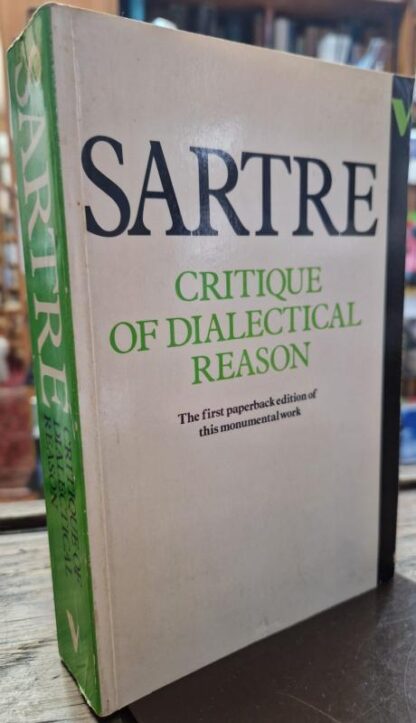 SARTRE
CRITIQUE
OF DIALECTICAL
REASON
The first paperback edition of
this monumental work
V
SARTRE
CRITIQUE OF
DIALECTICAL
REASON
V